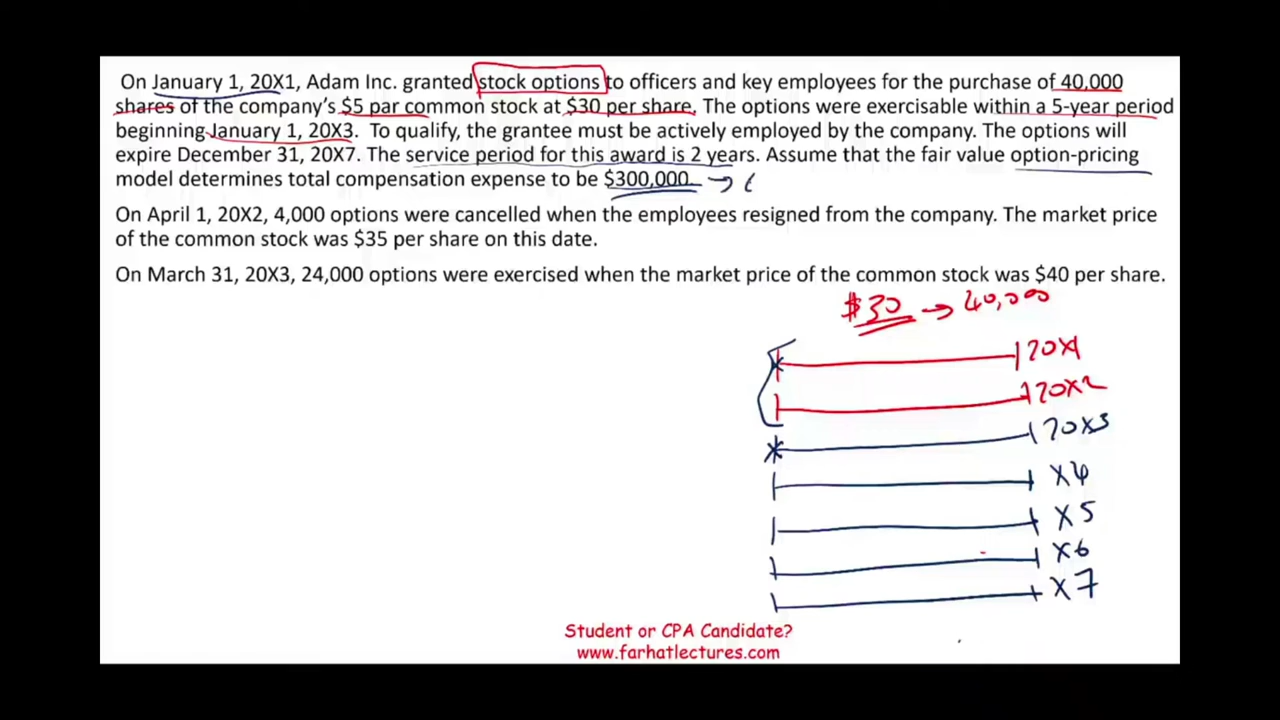 On January 1, 20X1, Adam Inc. granted stock options to officers and key employees for the purchase of 40,000
shares of the company's $5 par common stock at $30 per share. The options were exercisable within a 5-year period
beginning January 1, 20X3. To qualify, the grantee must be actively employed by the company. The options will
expire December 31, 20X7. The service period for this award is 2 years. Assume that the fair value option-pricing
model determines total compensation expense to be $300,000.
On April 1, 20X2, 4,000 options were cancelled when the employees resigned from the company. The market price
of the common stock was $35 per share on this date.
On March 31, 20X3, 24,000 options were exercised when the market price of the common stock was $40 per share.
$30 → 40,000
20X1
20X2
20X3
X4
X5
X6
X7
Student or CPA Candidate?
www.farhatlectures.com